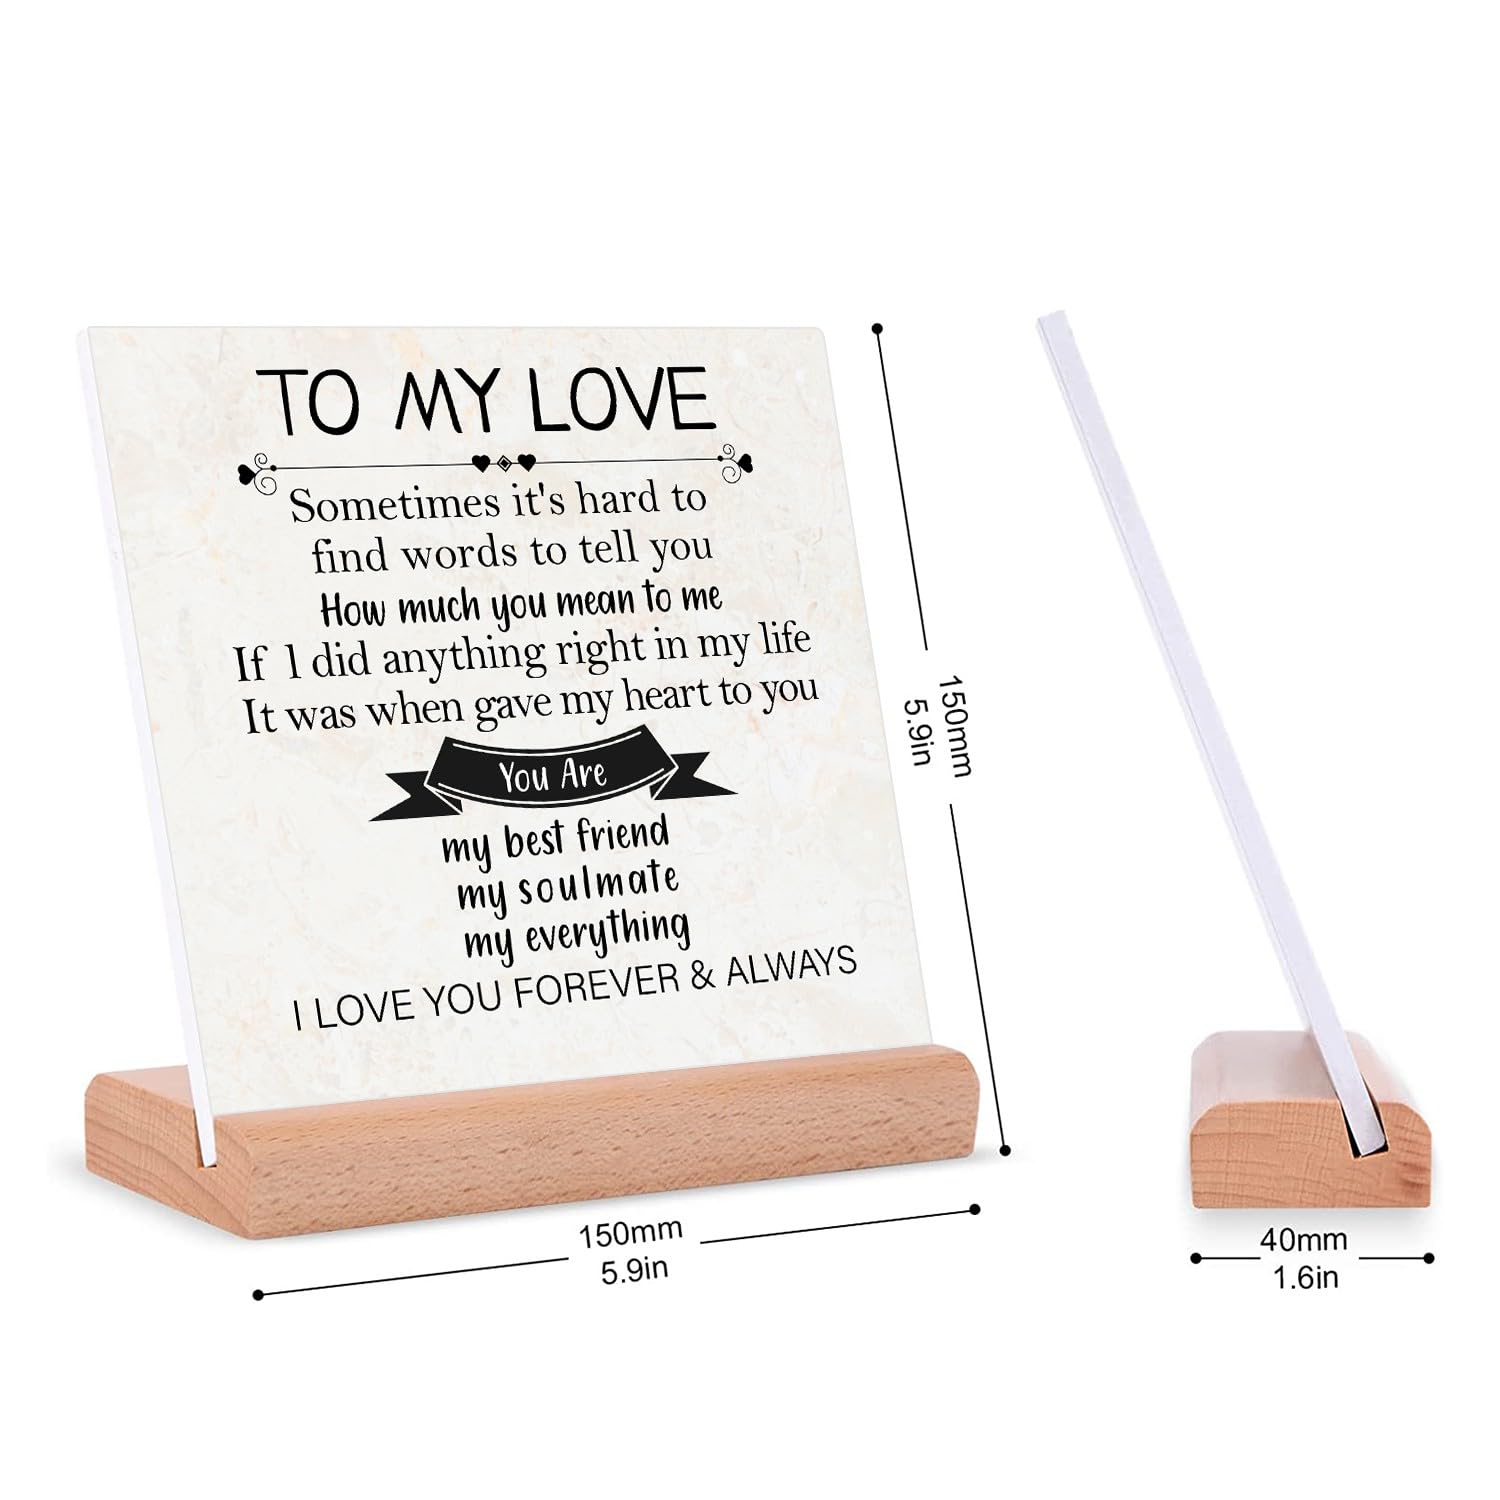 TO MY LOVE
Sometimes it's hard to
find words to tell you
How much you mean to me
If I did anything right in my life
It was when gave my heart to you
You Are
my best friend
my soulmate
my everything
I LOVE YOU FOREVER & ALWAYS
150mm
5.9in
150mm
5.9in
40mm
1.6in